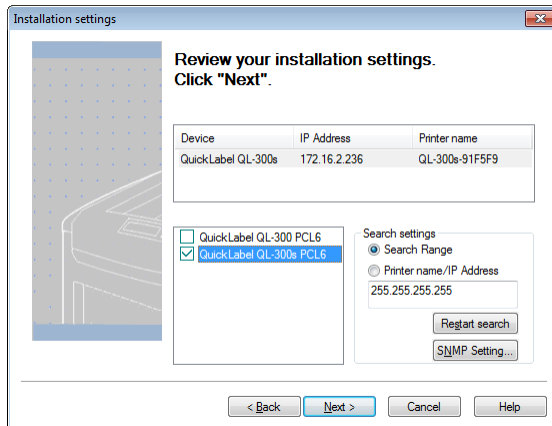 Installation settings
Review your installation settings.
Click "Next".
Device IP Address Printer name
QuickLabel QL-300s 172.16.2.236 QL-300s-91F5F9
QuickLabel QL-300 PCL6
QuickLabel QL-300s PCL6
Search settings
Search Range
Printer name/IP Address
255.255.255.255
Restart search
SNMP Setting...
< Back Next > Cancel Help